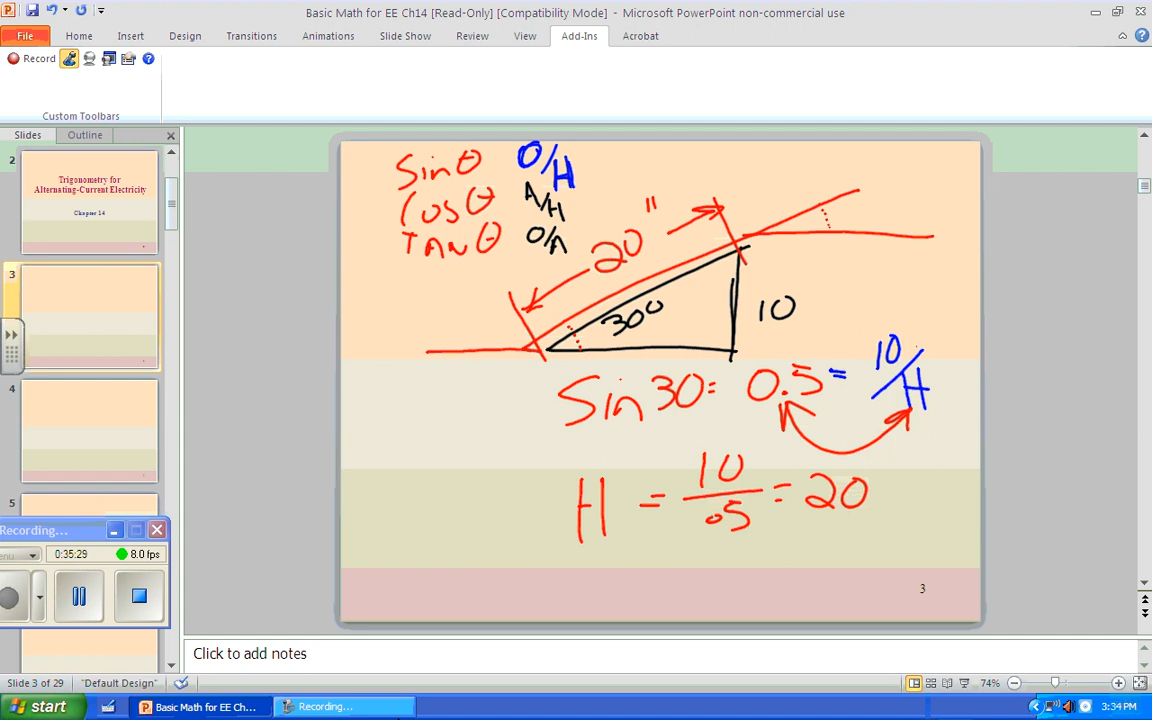 Basic Math for EE Ch14 [Read-Only] [Compatibility Mode] - Microsoft PowerPoint non-commercial use
File Home Insert Design Transitions Animations Slide Show Review View Add-Ins Acrobat
Record
Custom Toolbars
Slides Outline
2
Trigonometry for
Alternating-Current Electricity
Chapter 14
3
4
5
Sin θ O/H
Cos θ A/H
TAN θ O/A
20"
30°
10
Sin 30 = 0.5 = 10/H
H = 10/.5 = 20
3
Recording...
0:35:29 8.0 fps
Click to add notes
Slide 3 of 29 "Default Design" 74%
start Basic Math for EE Ch... Recording... 3:34 PM